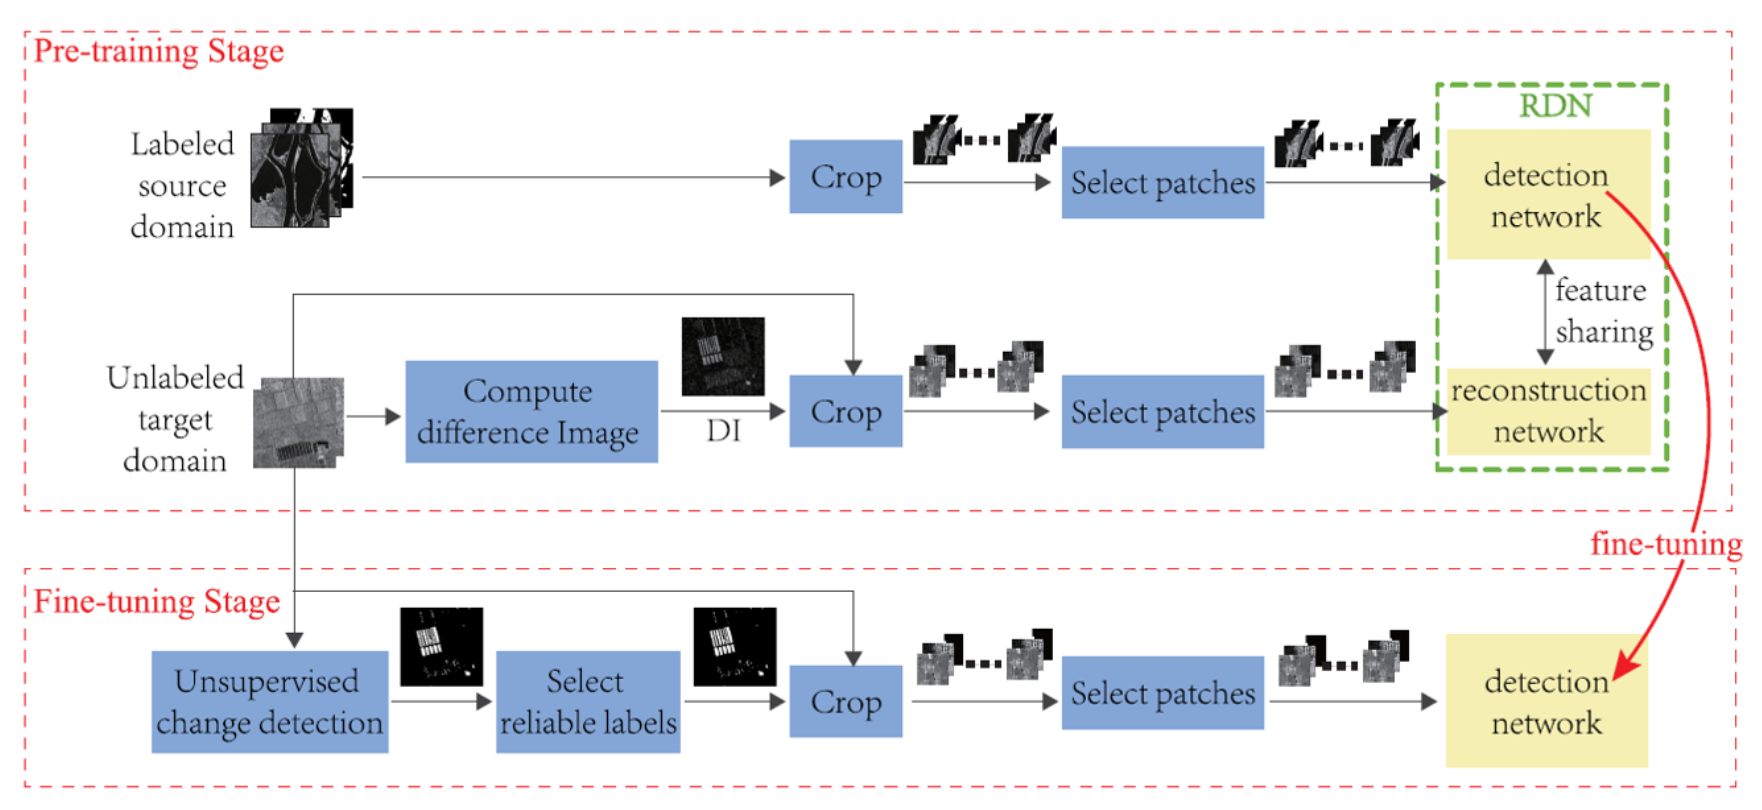 Pre-training Stage
RDN
Labeled
source
domain
Crop
Select patches
detection
network
feature
sharing
Unlabeled
target
domain
Compute
difference Image
DI
Crop
Select patches
reconstruction
network
fine-tuning
Fine-tuning Stage
Unsupervised
change detection
Select
reliable labels
Crop
Select patches
detection
network